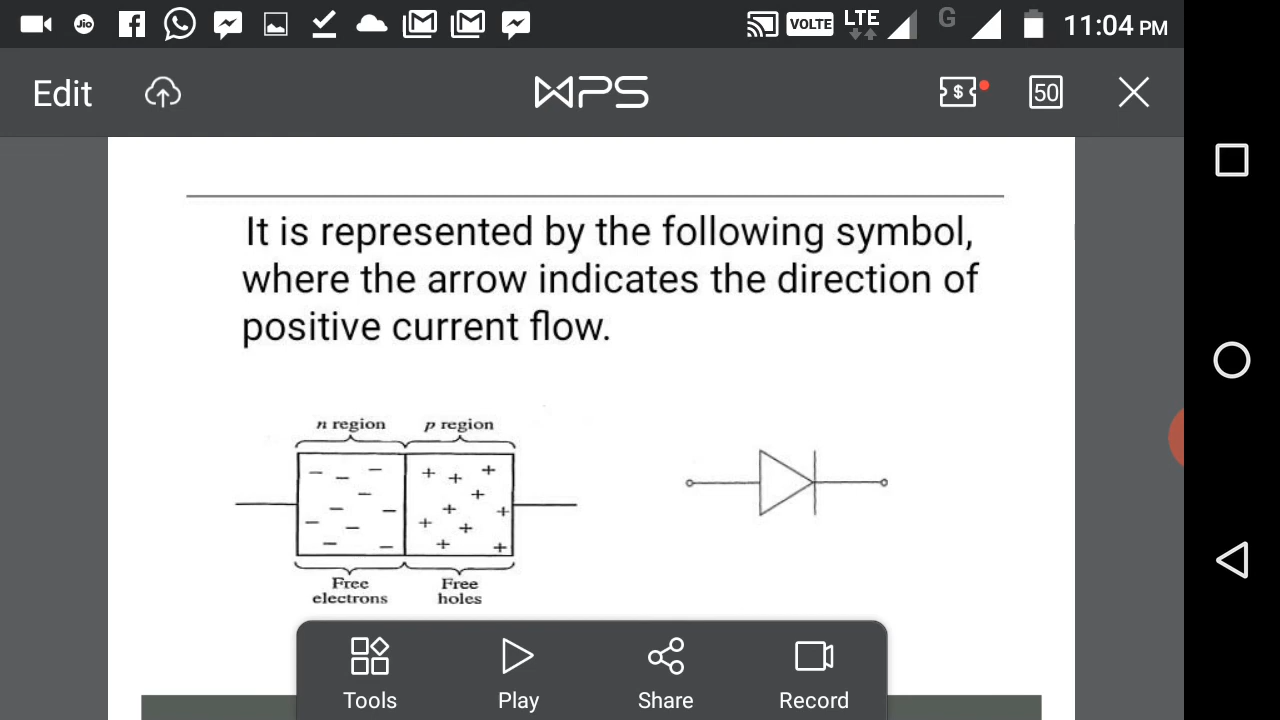 Jio
VOLTE
LTE
G
11:04 PM
Edit
WPS
$
50
It is represented by the following symbol,
where the arrow indicates the direction of
positive current flow.
n region
p region
Free
electrons
Free
holes
Tools
Play
Share
Record